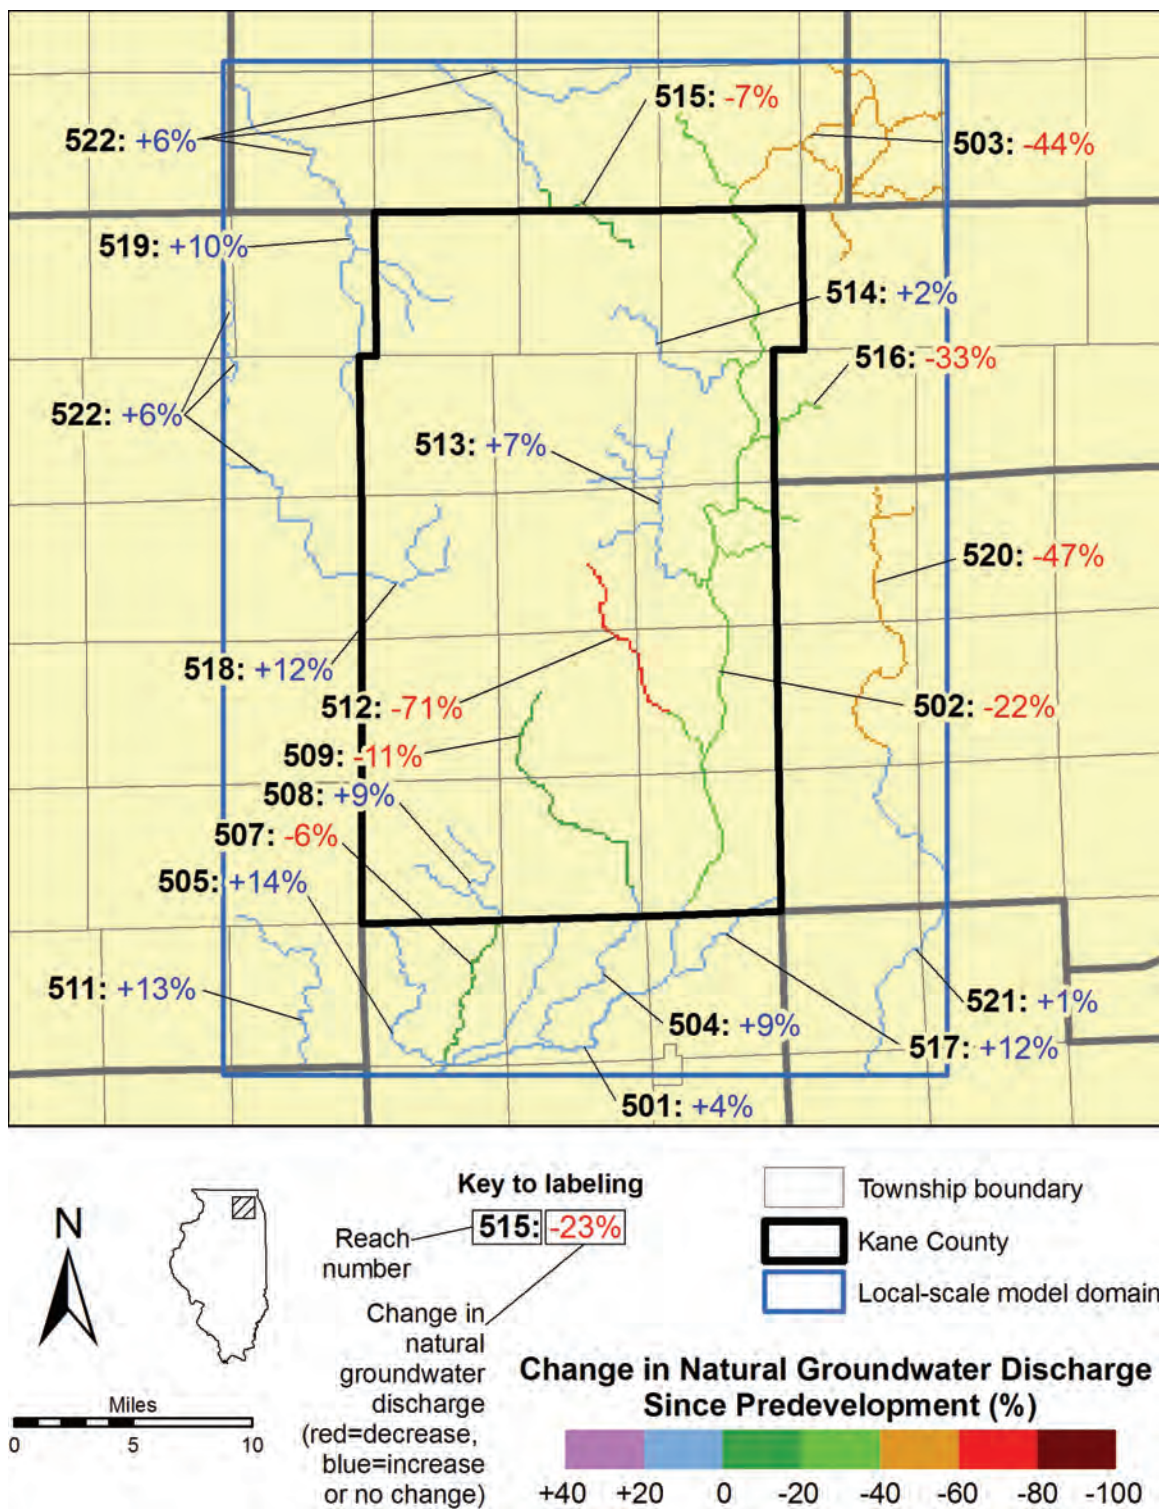 515: -7%
522: +6%
503: -44%
519: +10%
514: +2%
516: -33%
522: +6%
513: +7%
520: -47%
518: +12%
512: -71%
502: -22%
509: -11%
508: +9%
507: -6%
505: +14%
511: +13%
521: +1%
504: +9%
517: +12%
501: +4%
Key to labeling
515: -23%
Reach
number
Change in
natural
groundwater
discharge
(red=decrease,
blue=increase
or no change)
N
Miles
0 5 10
Township boundary
Kane County
Local-scale model domain
Change in Natural Groundwater Discharge
Since Predevelopment (%)
+40 +20 0 -20 -40 -60 -80 -100